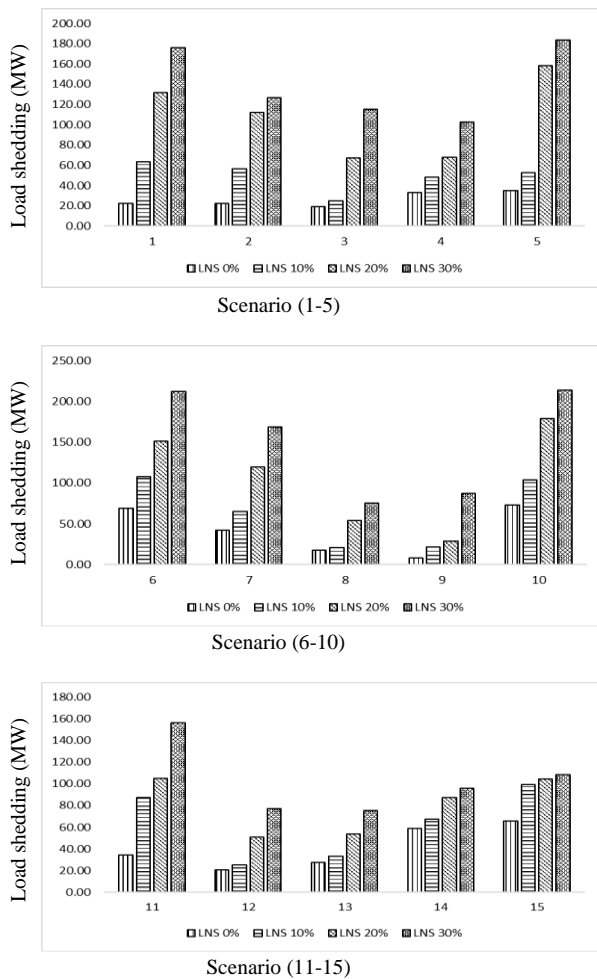 Load shedding (MW)
200.00
180.00
160.00
140.00
120.00
100.00
80.00
60.00
40.00
20.00
0.00
1 2 3 4 5
LNS 0% LNS 10% LNS 20% LNS 30%
Scenario (1-5)
Load shedding (MW)
250.00
200.00
150.00
100.00
50.00
0.00
6 7 8 9 10
LNS 0% LNS 10% LNS 20% LNS 30%
Scenario (6-10)
Load shedding (MW)
180.00
160.00
140.00
120.00
100.00
80.00
60.00
40.00
20.00
0.00
11 12 13 14 15
LNS 0% LNS 10% LNS 20% LNS 30%
Scenario (11-15)